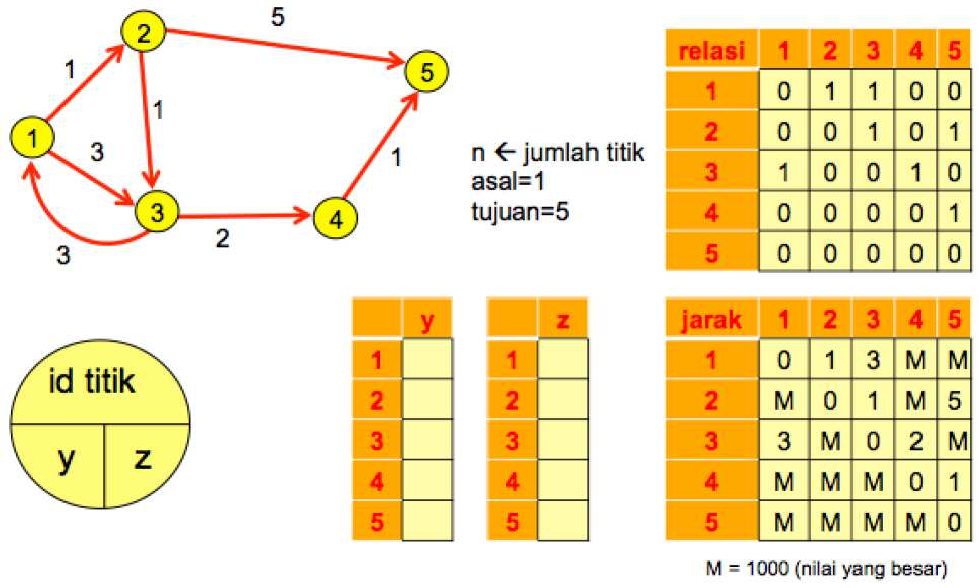 2
5
5
1
1
1
3
1
3
4
2
3
n ← jumlah titik
asal=1
tujuan=5
relasi 1 2 3 4 5
1 0 1 1 0 0
2 0 0 1 0 1
3 1 0 0 1 0
4 0 0 0 0 1
5 0 0 0 0 0
id titik
y z
y
1
2
3
4
5
z
1
2
3
4
5
jarak 1 2 3 4 5
1 0 1 3 M M
2 M 0 1 M 5
3 3 M 0 2 M
4 M M M 0 1
5 M M M M 0
M = 1000 (nilai yang besar)